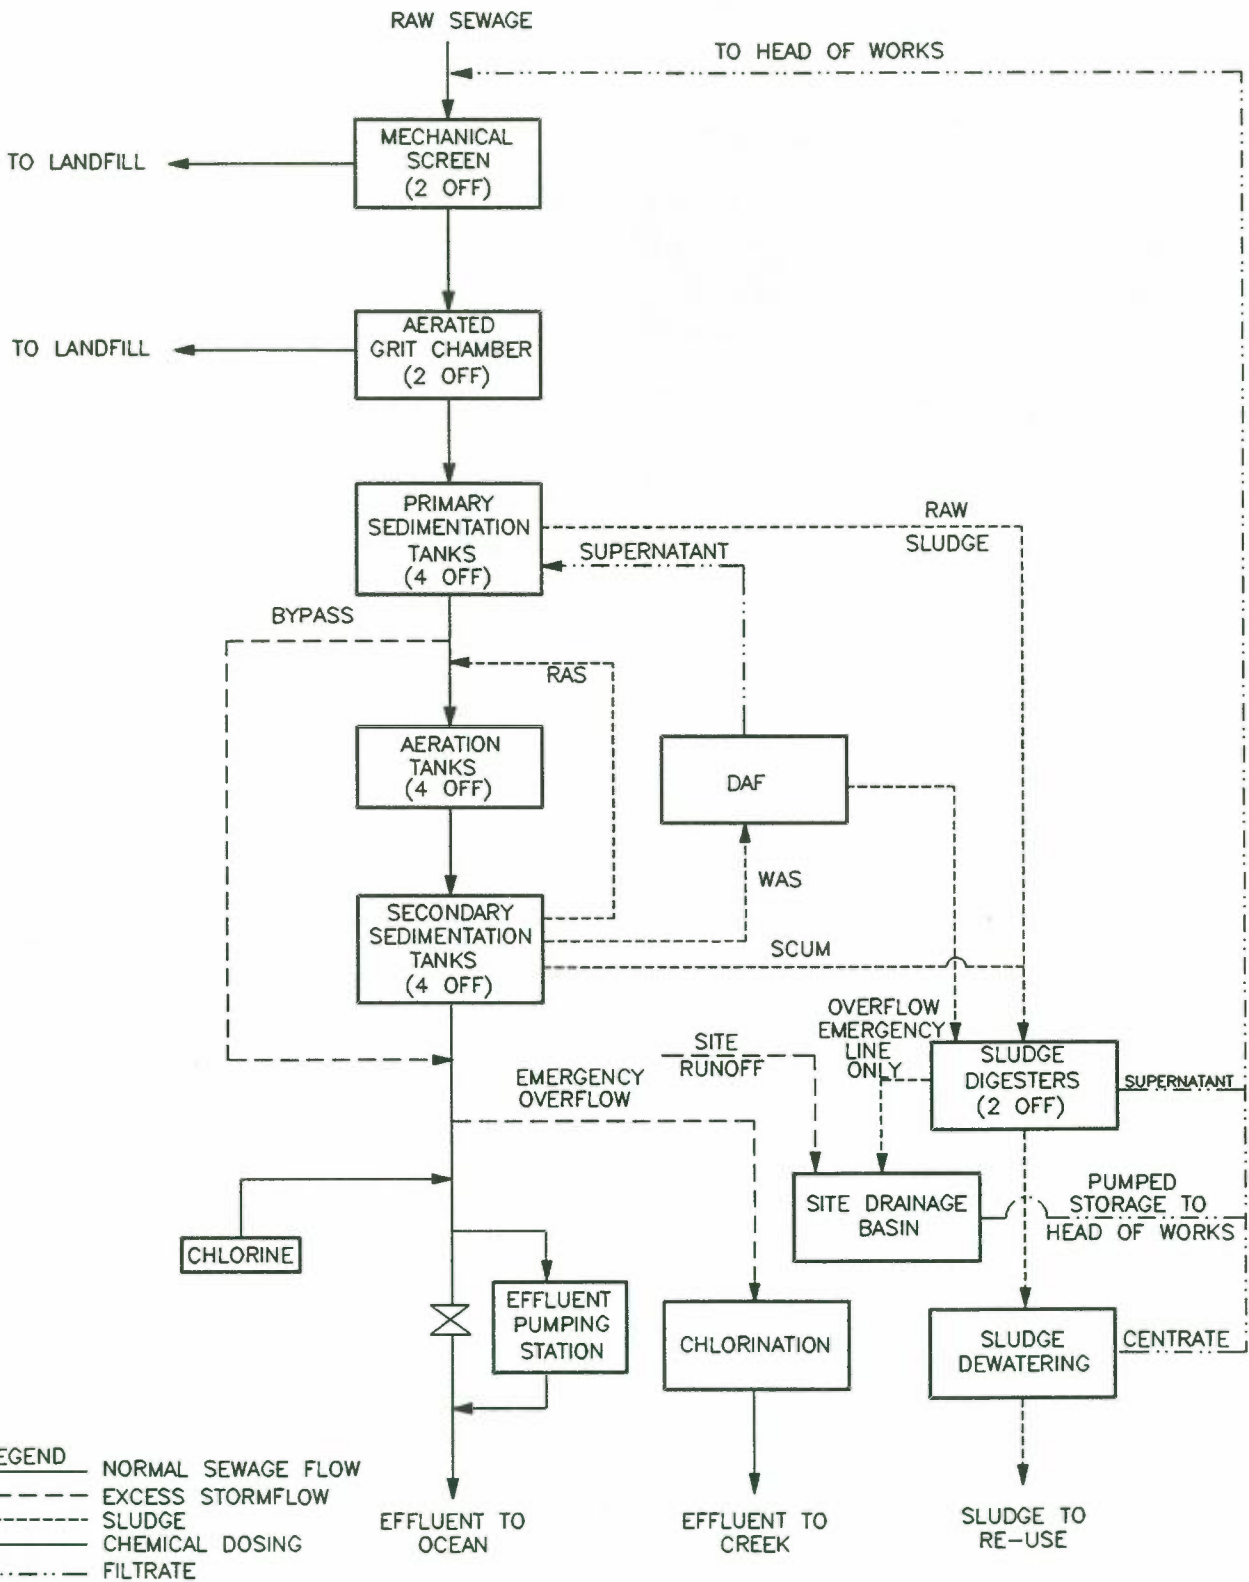 RAW SEWAGE
TO HEAD OF WORKS
MECHANICAL
SCREEN
(2 OFF)
TO LANDFILL
AERATED
GRIT CHAMBER
(2 OFF)
TO LANDFILL
PRIMARY
SEDIMENTATION
TANKS
(4 OFF)
RAW
SLUDGE
SUPERNATANT
BYPASS
RAS
AERATION
TANKS
(4 OFF)
DAF
WAS
SECONDARY
SEDIMENTATION
TANKS
(4 OFF)
SCUM
OVERFLOW
EMERGENCY
LINE
ONLY
SITE
RUNOFF
SLUDGE
DIGESTERS
(2 OFF)
SUPERNATANT
EMERGENCY
OVERFLOW
SITE DRAINAGE
BASIN
PUMPED
STORAGE TO
HEAD OF WORKS
CHLORINE
EFFLUENT
PUMPING
STATION
CHLORINATION
SLUDGE
DEWATERING
CENTRATE
EGEND
NORMAL SEWAGE FLOW
EXCESS STORMFLOW
SLUDGE
CHEMICAL DOSING
FILTRATE
EFFLUENT TO
OCEAN
EFFLUENT TO
CREEK
SLUDGE TO
RE-USE